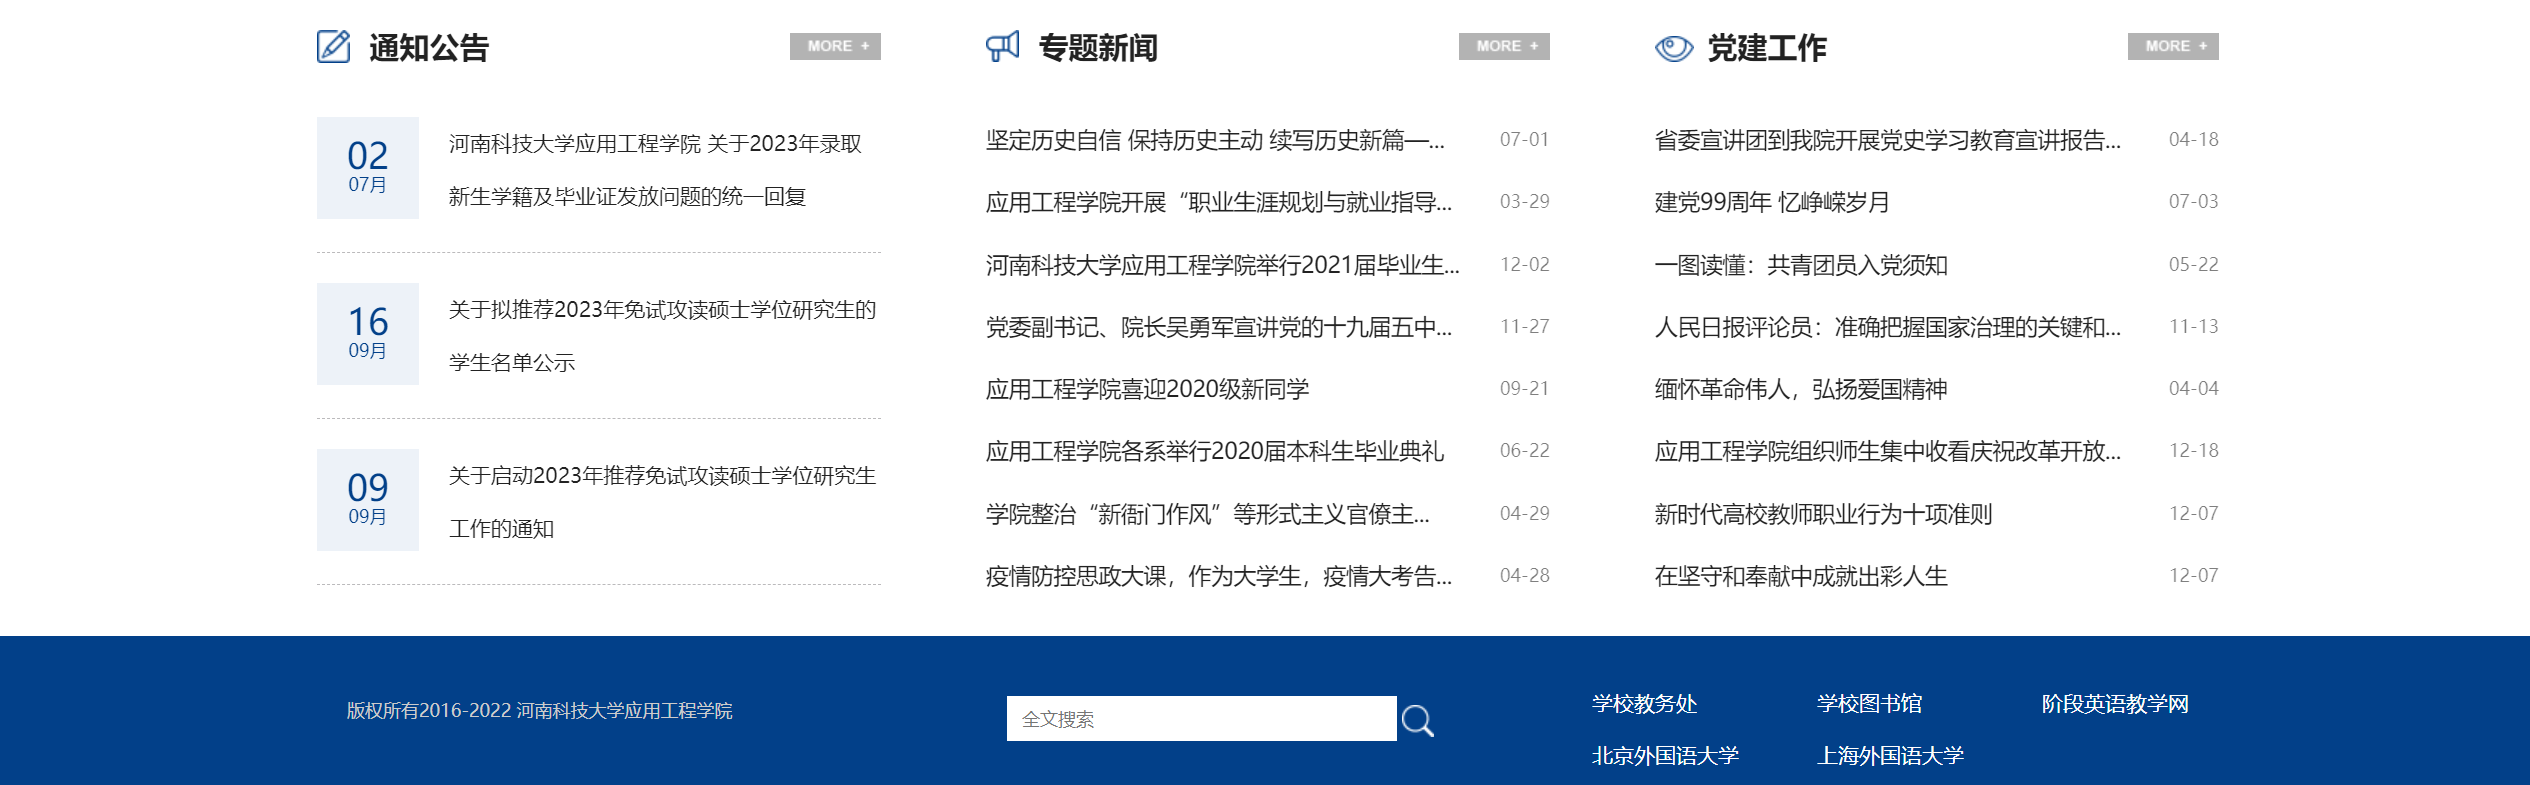 通知公告
MORE +
02
07月
河南科技大学应用工程学院 关于2023年录取
新生学籍及毕业证发放问题的统一回复
16
09月
关于拟推荐2023年免试攻读硕士学位研究生的
学生名单公示
09
09月
关于启动2023年推荐免试攻读硕士学位研究生
工作的通知
专题新闻
MORE +
坚定历史自信 保持历史主动 续写历史新篇—... 07-01
应用工程学院开展“职业生涯规划与就业指导... 03-29
河南科技大学应用工程学院举行2021届毕业生... 12-02
党委副书记、院长吴勇军宣讲党的十九届五中... 11-27
应用工程学院喜迎2020级新同学 09-21
应用工程学院各系举行2020届本科生毕业典礼 06-22
学院整治“新衙门作风”等形式主义官僚主... 04-29
疫情防控思政大课，作为大学生，疫情大考告... 04-28
党建工作
MORE +
省委宣讲团到我院开展党史学习教育宣讲报告... 04-18
建党99周年 忆峥嵘岁月 07-03
一图读懂：共青团员入党须知 05-22
人民日报评论员：准确把握国家治理的关键和... 11-13
缅怀革命伟人，弘扬爱国精神 04-04
应用工程学院组织师生集中收看庆祝改革开放... 12-18
新时代高校教师职业行为十项准则 12-07
在坚守和奉献中成就出彩人生 12-07
版权所有2016-2022 河南科技大学应用工程学院
全文搜索
学校教务处 学校图书馆 阶段英语教学网
北京外国语大学 上海外国语大学